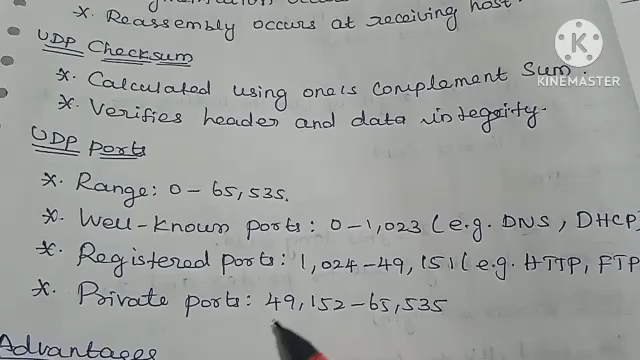 *. Reassembly occurs at receiving host.
UDP Checksum
*. Calculated using one's complement sum.
*. Verifies header and data integrity.
UDP Ports
*. Range: 0 - 65,535.
*. Well-Known ports: 0-1,023 (e.g. DNS, DHCP)
*. Registered ports: 1,024-49,151 (e.g. HTTP, FTP
*. Private ports: 49,152-65,535
Advantages
K
KINEMASTER